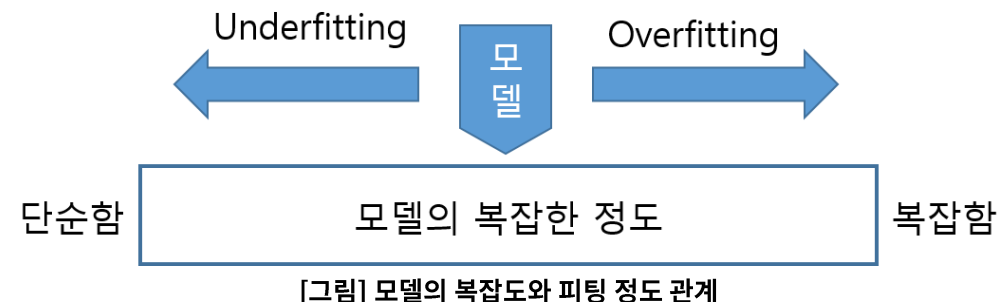 Underfitting
모
델
Overfitting
단순함
모델의 복잡한 정도
복잡함
[그림] 모델의 복잡도와 피팅 정도 관계